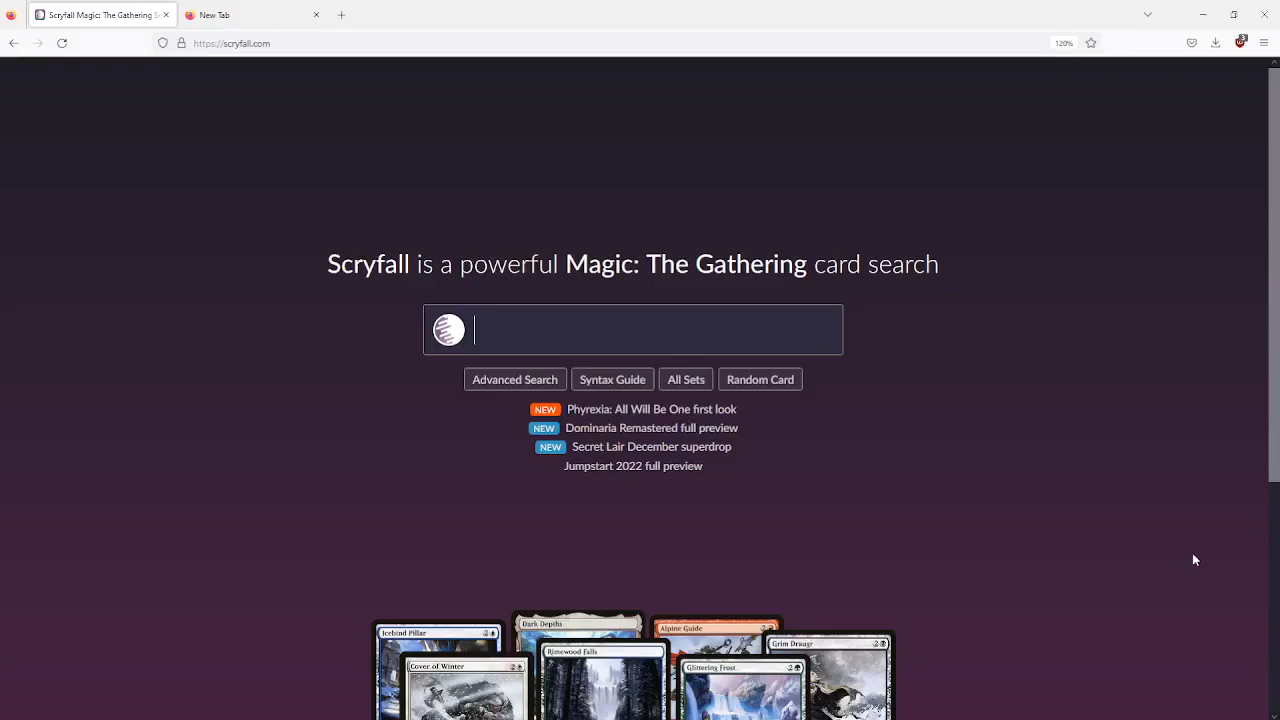 Scryfall Magic: The Gathering Se
New Tab
https://scryfall.com
120%
3
Scryfall is a powerful Magic: The Gathering card search
Advanced Search
Syntax Guide
All Sets
Random Card
NEW Phyrexia: All Will Be One first look
NEW Dominaria Remastered full preview
NEW Secret Lair December superdrop
Jumpstart 2022 full preview
Dark Depths
Alpine Guide
Icebind Pillar
Grim Draugr
Rimewood Falls
Cover of Winter
Glittering Frost